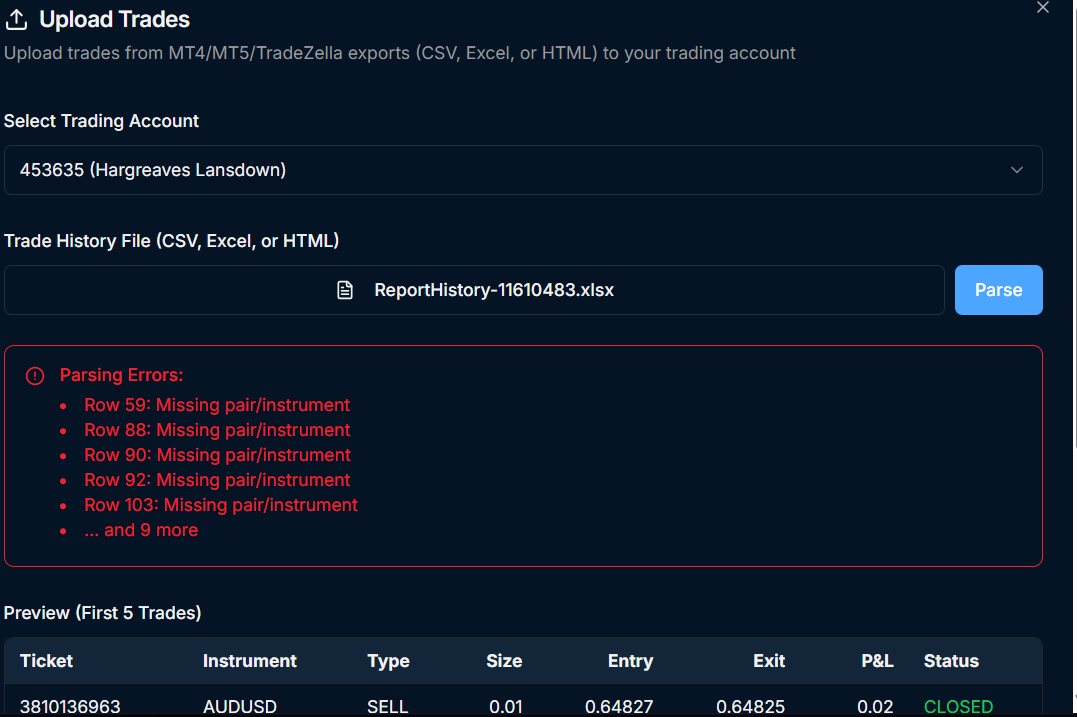 Upload Trades
Upload trades from MT4/MT5/TradeZella exports (CSV, Excel, or HTML) to your trading account
Select Trading Account
453635 (Hargreaves Lansdown)
Trade History File (CSV, Excel, or HTML)
ReportHistory-11610483.xlsx
Parse
Parsing Errors:
Row 59: Missing pair/instrument
Row 88: Missing pair/instrument
Row 90: Missing pair/instrument
Row 92: Missing pair/instrument
Row 103: Missing pair/instrument
... and 9 more
Preview (First 5 Trades)
Ticket Instrument Type Size Entry Exit P&L Status
3810136963 AUDUSD SELL 0.01 0.64827 0.64825 0.02 CLOSED